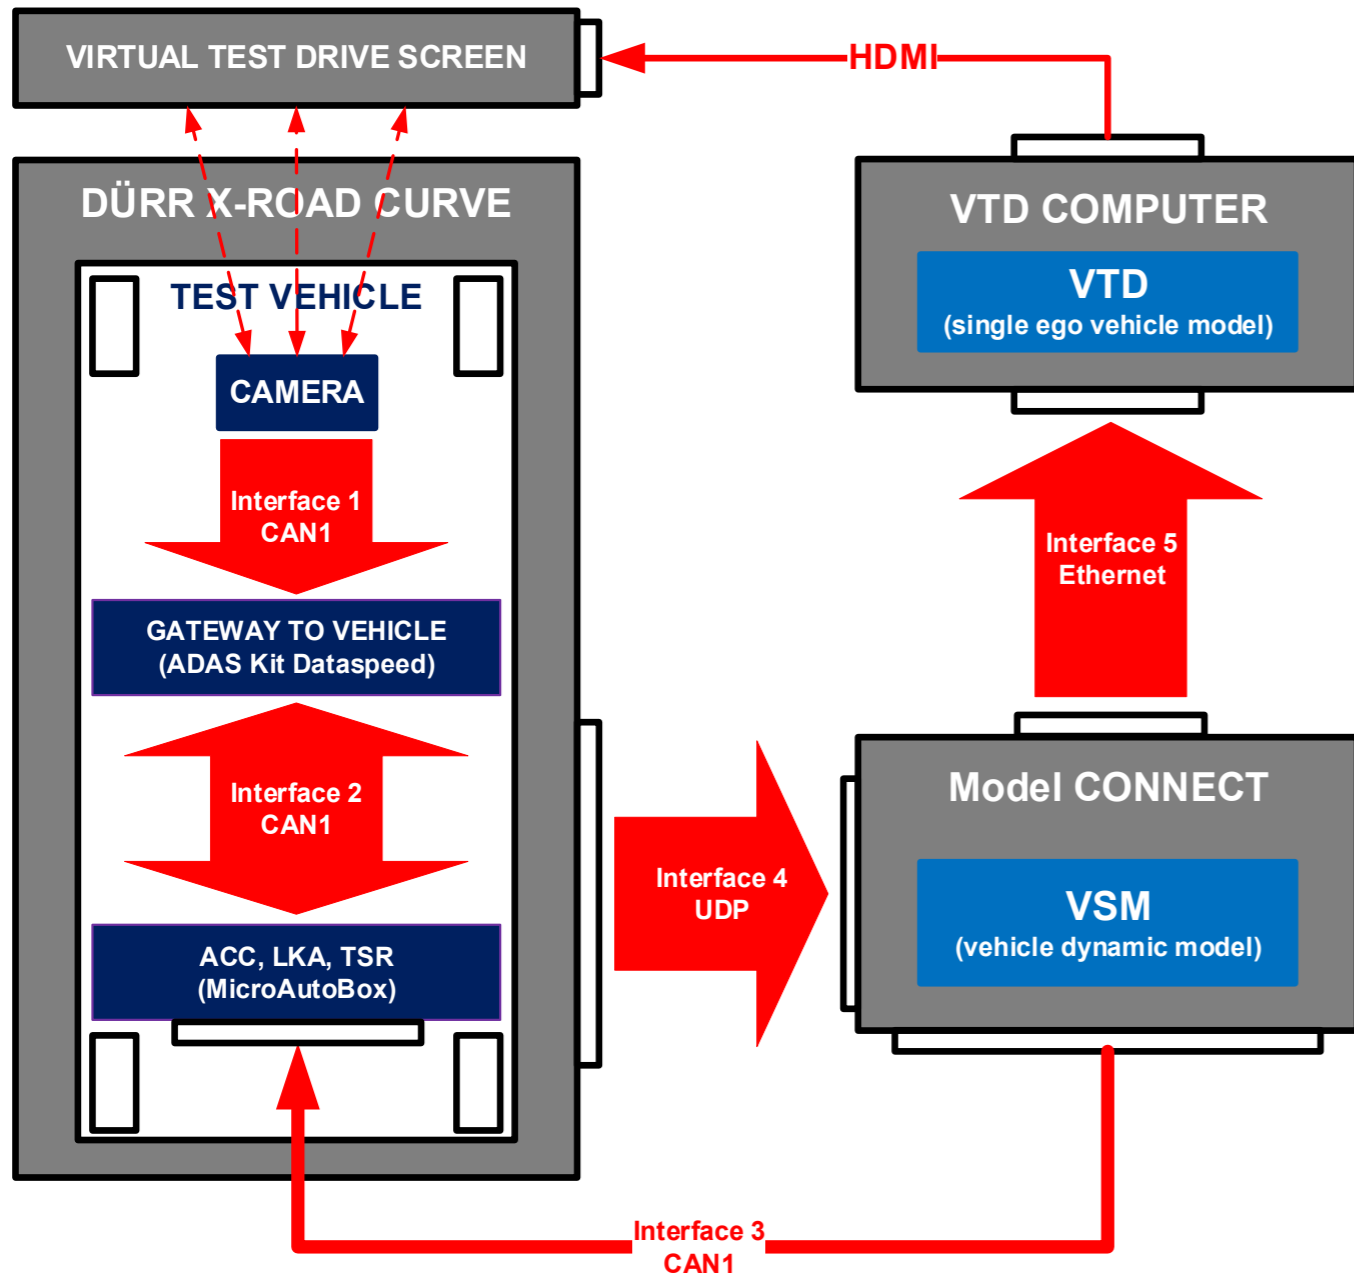 VIRTUAL TEST DRIVE SCREEN
HDMI
DÜRR X-ROAD CURVE
TEST VEHICLE
CAMERA
Interface 1
CAN1
GATEWAY TO VEHICLE
(ADAS Kit Dataspeed)
Interface 2
CAN1
ACC, LKA, TSR
(MicroAutoBox)
VTD COMPUTER
VTD
(single ego vehicle model)
Interface 5
Ethernet
Interface 4
UDP
Model CONNECT
VSM
(vehicle dynamic model)
Interface 3
CAN1